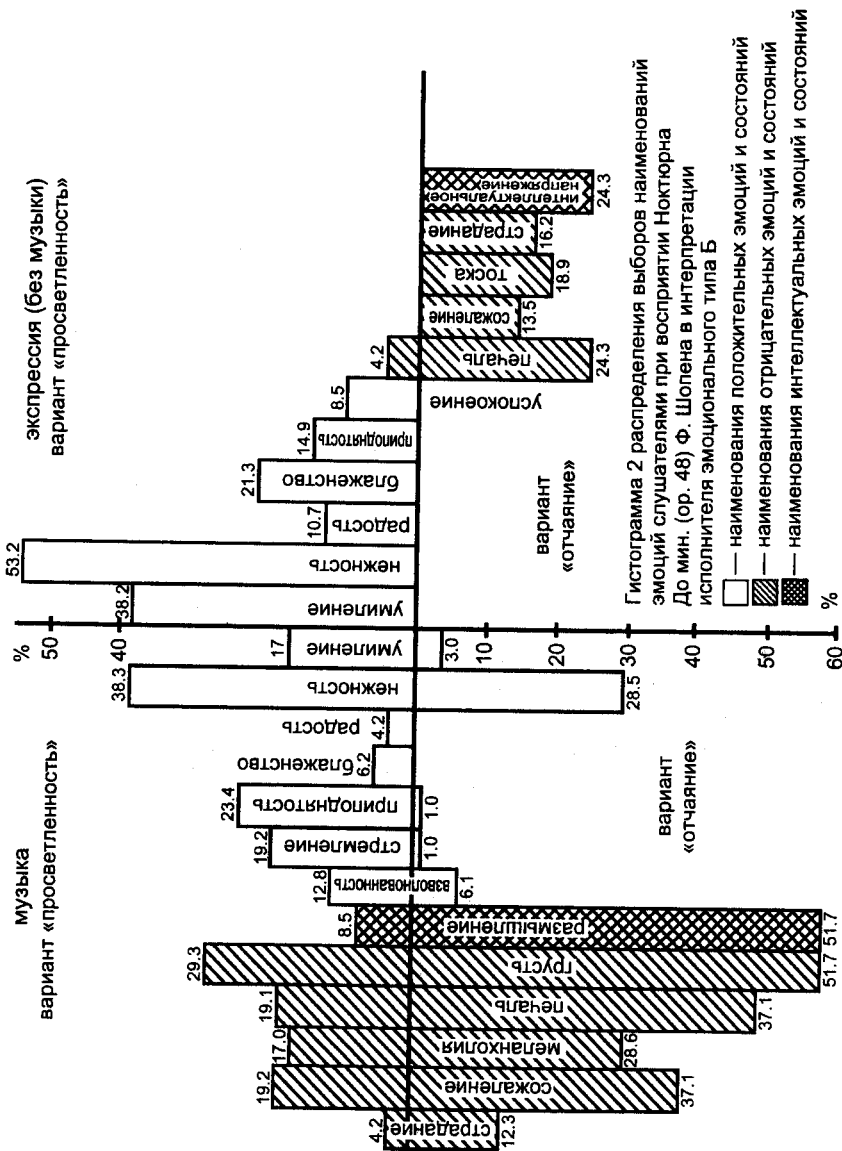 музыка
вариант «просветленность»
экспрессия (без музыки)
вариант «просветленность»
%
50
40
4.2
19.2
17.0
19.1
29.3
8.5
12.8
19.2
23.4
6.2
4.2
38.3
17
38.2
53.2
10.7
21.3
14.9
8.5
4.2
страдание
сожаление
меланхолия
печаль
грусть
размышление
взволнованность
стремление
приподнятость
блаженство
радость
нежность
умиление
умиление
нежность
радость
блаженство
приподнятость
успокоение
печаль
сожаление
тоска
страдание
интеллектуальное
напряжение
12.3
37.1
28.6
37.1
51.7
51.7
6.1
1.0
1.0
28.5
3.0
24.3
13.5
18.9
16.2
24.3
10
20
30
40
50
60
%
вариант
«отчаяние»
вариант
«отчаяние»
Гистограмма 2 распределения выборов наименований
эмоций слушателями при восприятии Ноктюрна
До мин. (ор. 48) Ф. Шопена в интерпретации
исполнителя эмоционального типа Б
— наименования положительных эмоций и состояний
— наименования отрицательных эмоций и состояний
— наименования интеллектуальных эмоций и состояний